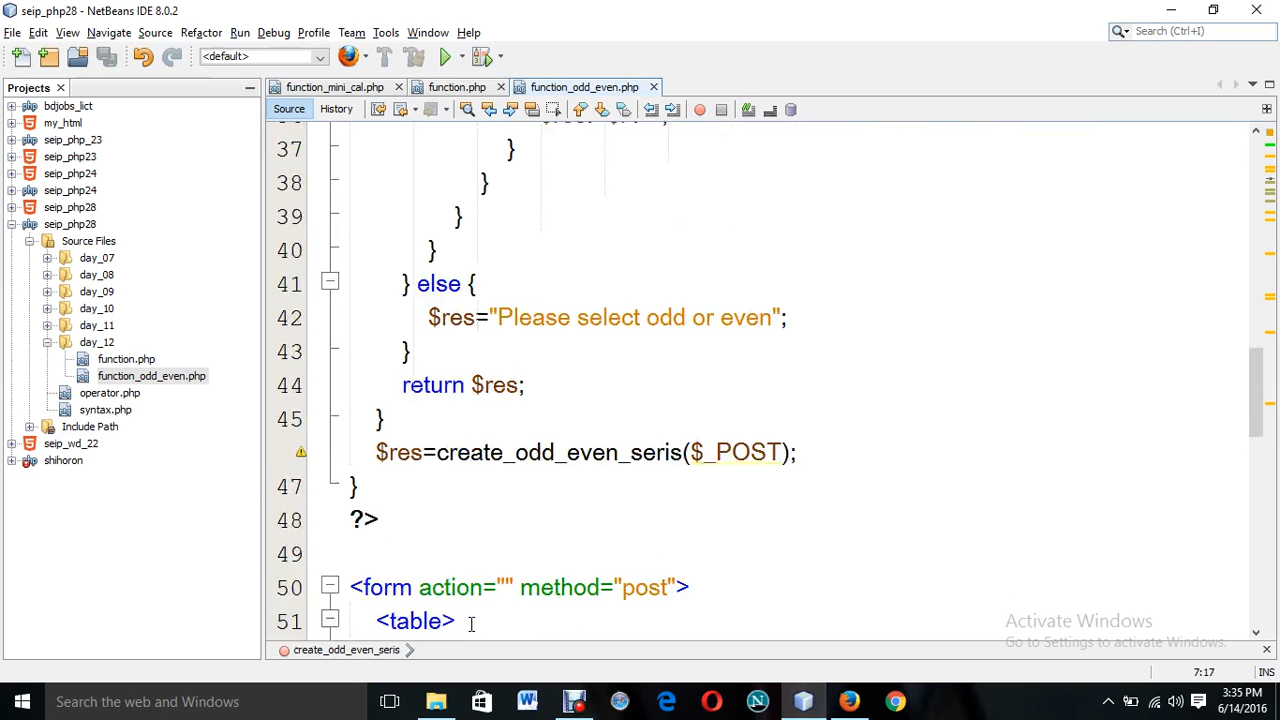 seip_php28 - NetBeans IDE 8.0.2
File Edit View Navigate Source Refactor Run Debug Profile Team Tools Window Help
Search (Ctrl+I)
<default>
Projects
function_mini_cal.php function.php function_odd_even.php
Source History
bdjobs_lict
my_html
seip_php_23
seip_php23
seip_php24
seip_php24
seip_php28
seip_php28
Source Files
day_07
day_08
day_09
day_10
day_11
day_12
function.php
function_odd_even.php
operator.php
syntax.php
Include Path
seip_wd_22
shihoron
37 }
38 }
39 }
40 }
41 } else {
42 $res="Please select odd or even";
43 }
44 return $res;
45 }
$res=create_odd_even_seris($_POST);
47 }
48 ?>
49
50 <form action="" method="post">
51 <table>
Activate Windows
Go to Settings to activate Windows.
create_odd_even_seris
7:17 INS
Search the web and Windows
3:35 PM
6/14/2016